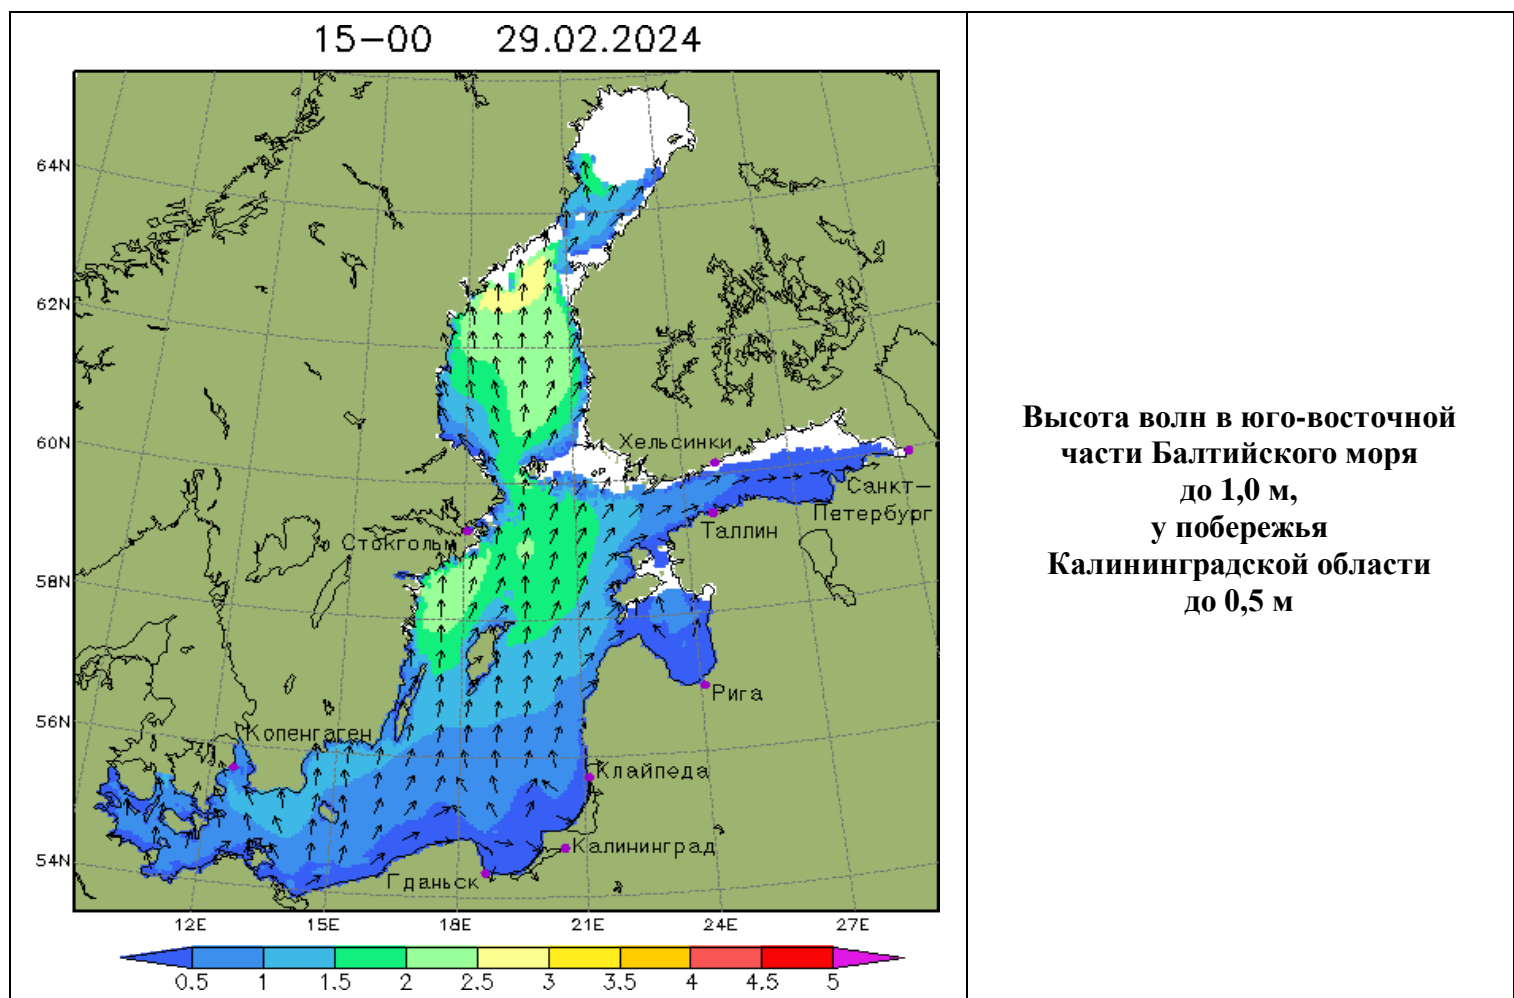 15-00 29.02.2024
64N
62N
60N
58N
56N
54N
Хельсинки
Санкт-
Петербург
Таллин
Стокгольм
Рига
Копенгаген
Клайпеда
Калининград
Гданьск
12E 15E 18E 21E 24E 27E
0.5 1 1.5 2 2.5 3 3.5 4 4.5 5
Высота волн в юго-восточной
части Балтийского моря
до 1,0 м,
у побережья
Калининградской области
до 0,5 м